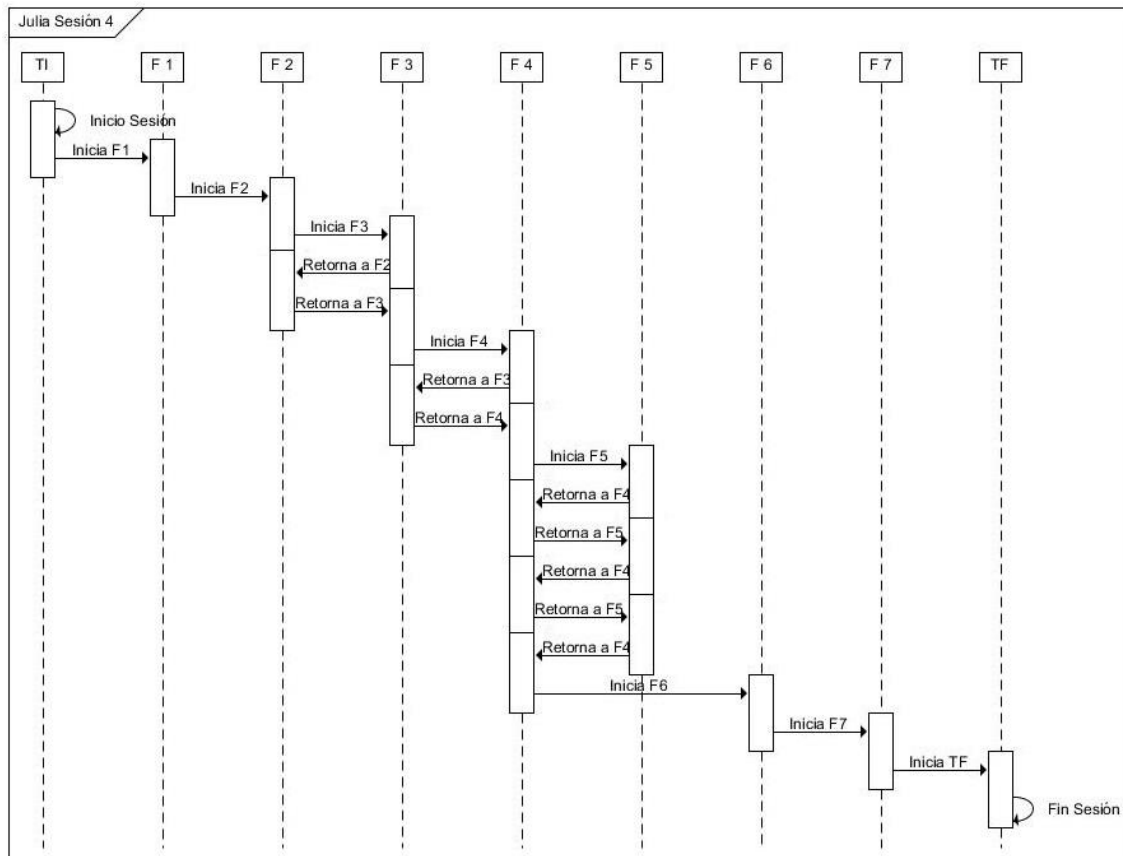 Julia Sesión 4
TI
F 1
F 2
F 3
F 4
F 5
F 6
F 7
TF
Inicio Sesión
Inicia F1
Inicia F2
Inicia F3
Retorna a F2
Retorna a F3
Inicia F4
Retorna a F3
Retorna a F4
Inicia F5
Retorna a F4
Retorna a F5
Retorna a F4
Retorna a F5
Retorna a F4
Inicia F6
Inicia F7
Inicia TF
Fin Sesión